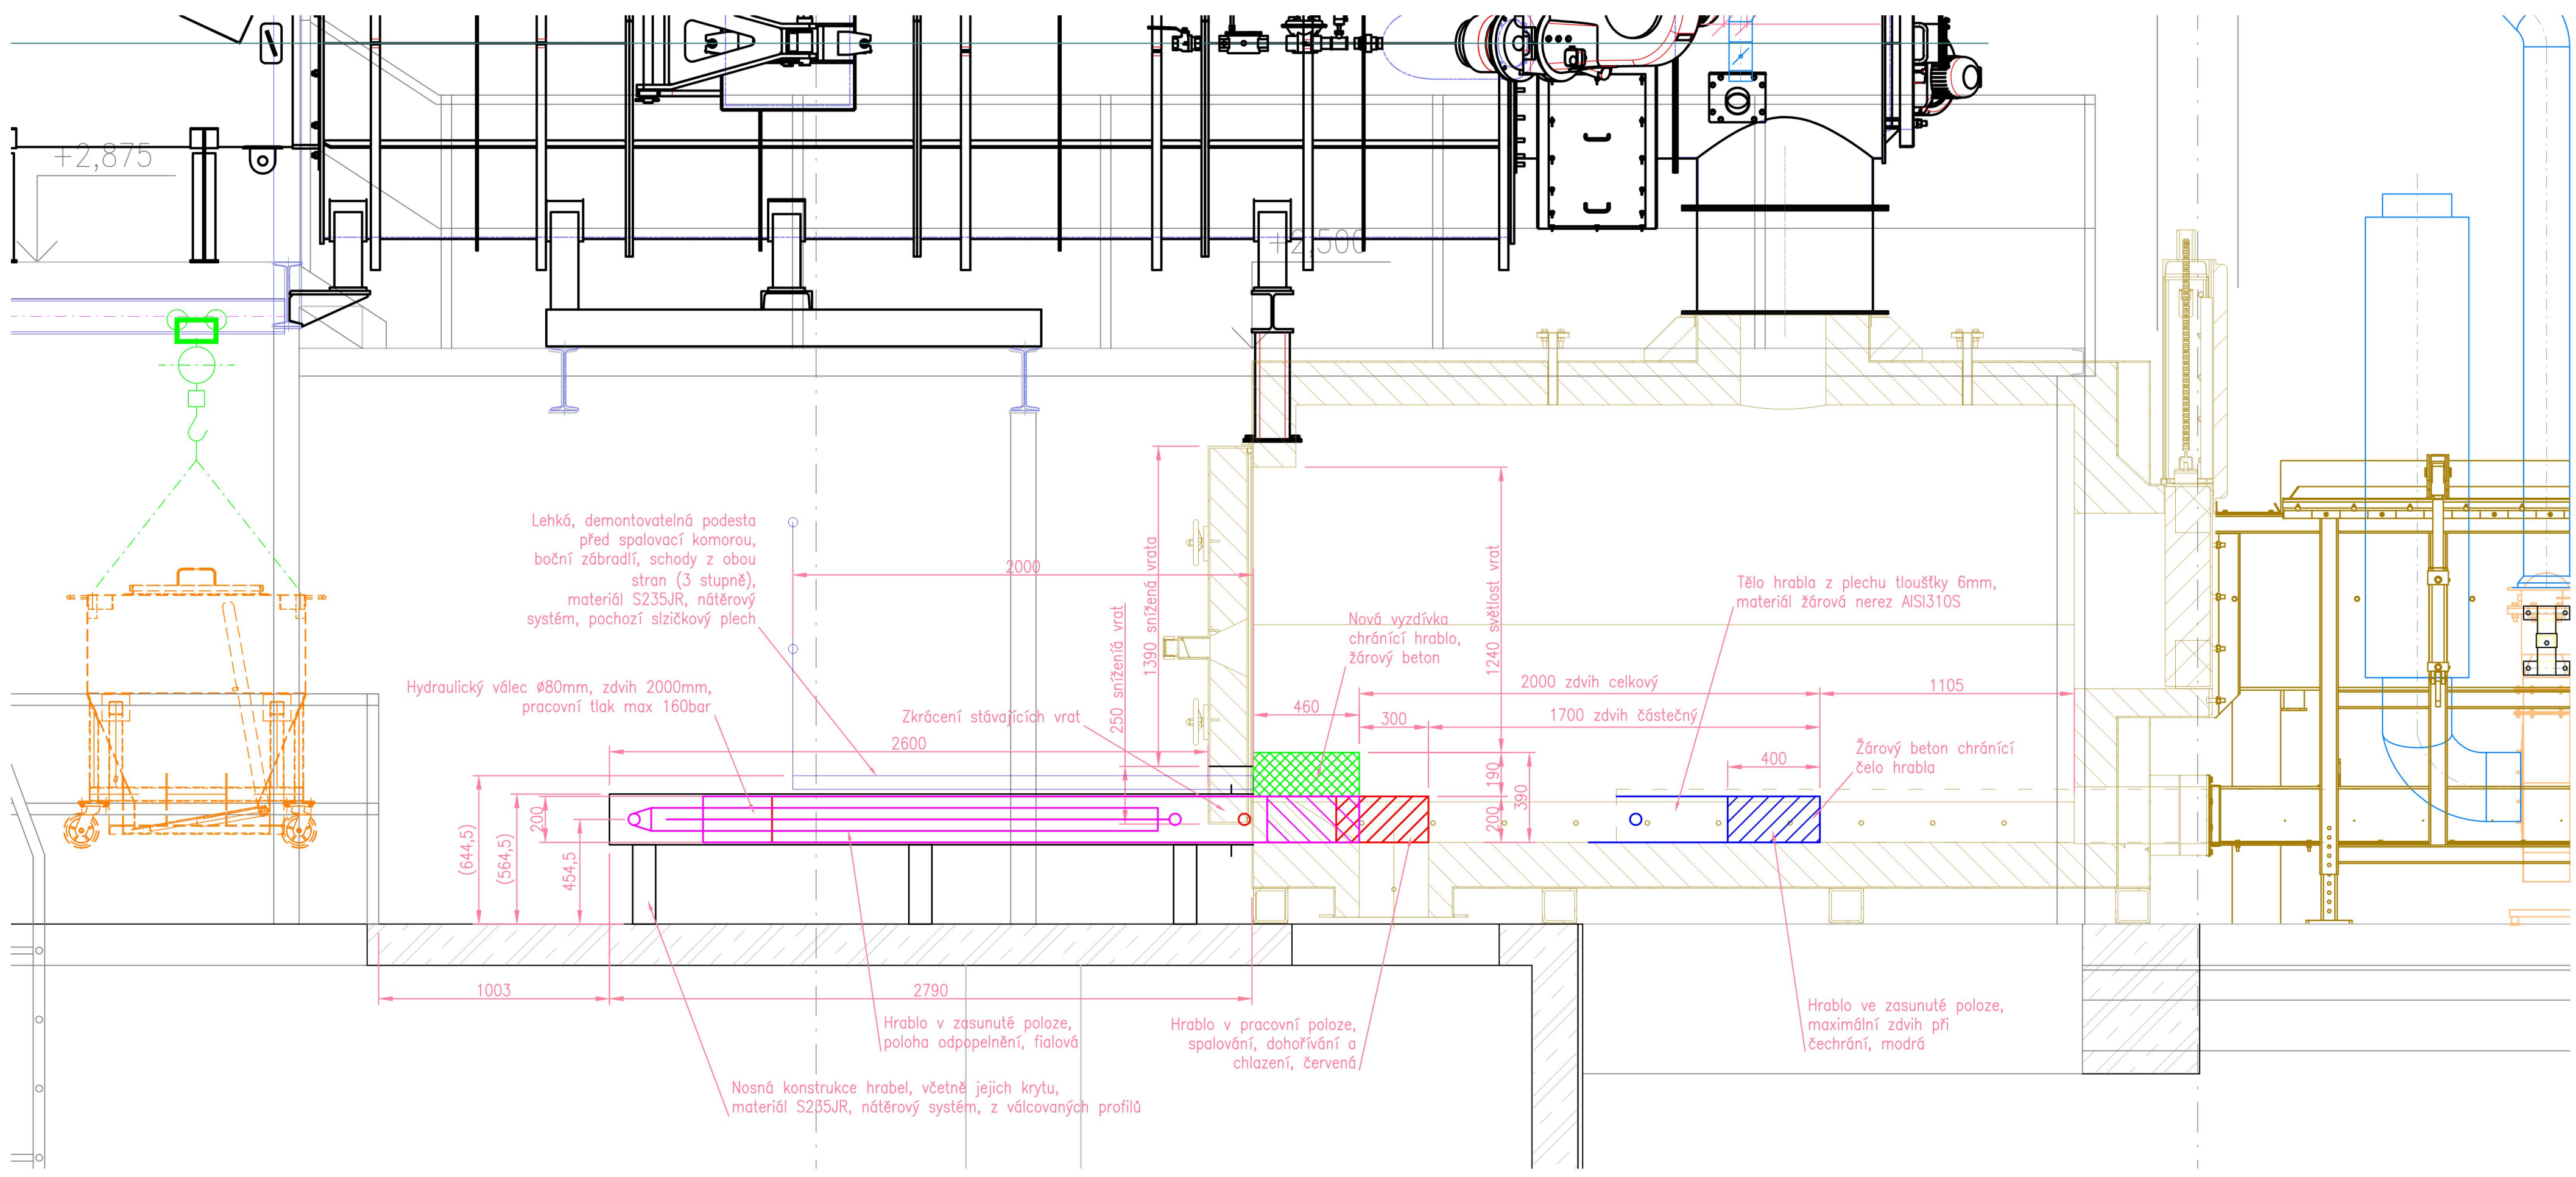 +2,875
+2,500
Lehká, demontovatelná podesta
před spalovací komorou,
boční zábradlí, schody z obou
stran (3 stupně),
materiál S235JR, nátěrový
systém, pochozí slzičkový plech
2000
1390 snížená vrata
250 snížíeníá vrat
1240 světlost vrat
Tělo hrabla z plechu tloušťky 6mm,
materiál žárová nerez AISI310S
Nová vyzdívka
chránící hrablo,
žárový beton
Hydraulický válec ø80mm, zdvih 2000mm,
pracovní tlak max 160bar
Zkrácení stávajících vrat
2000 zdvih celkový
1105
460
300
1700 zdvih částečný
2600
400
Žárový beton chránící
čelo hrabla
190
390
200
200
(644,5)
(564,5)
454,5
1003
2790
Hrablo v zasunuté poloze,
poloha odpopelnění, fialová
Hrablo v pracovní poloze,
spalování, dohořívání a
chlazení, červená
Hrablo ve zasunuté poloze,
maximální zdvih při
čechrání, modrá
Nosná konstrukce hrabel, včetně jejich krytu,
materiál S235JR, nátěrový systém, z válcovaných profilů